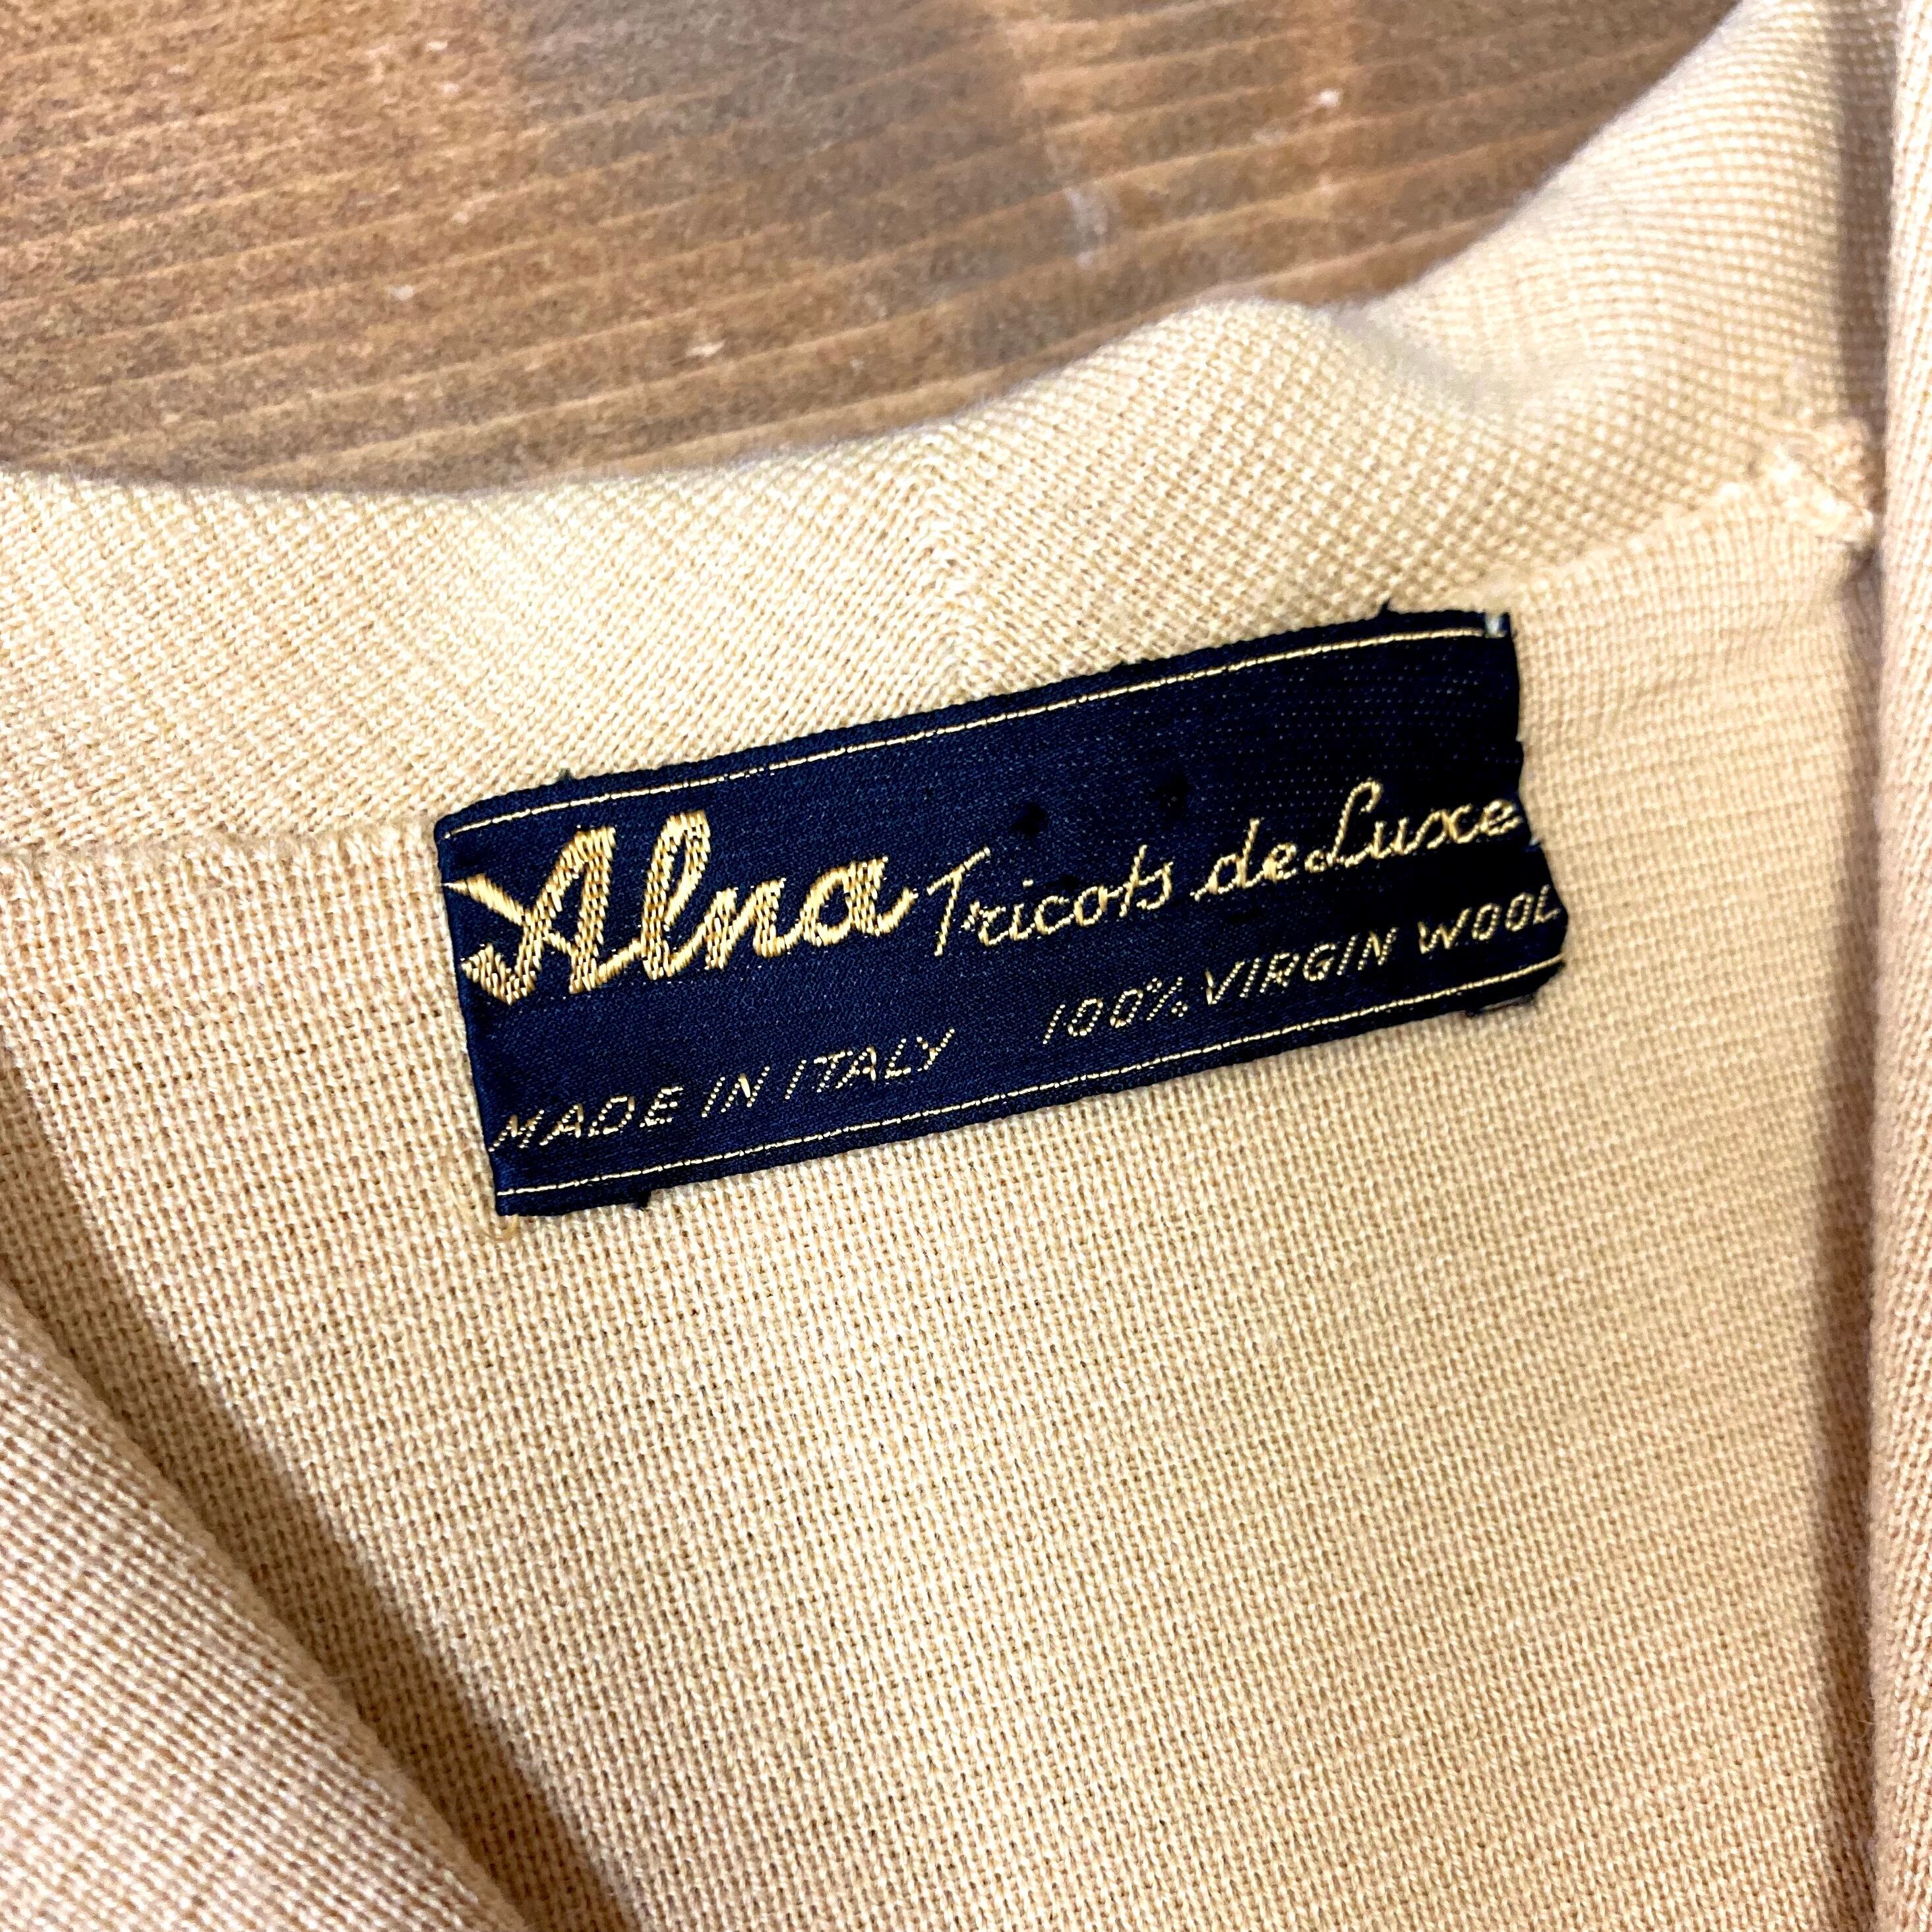 Alna Tricots de Luxe
MADE IN ITALY 100% VIRGIN WOOL